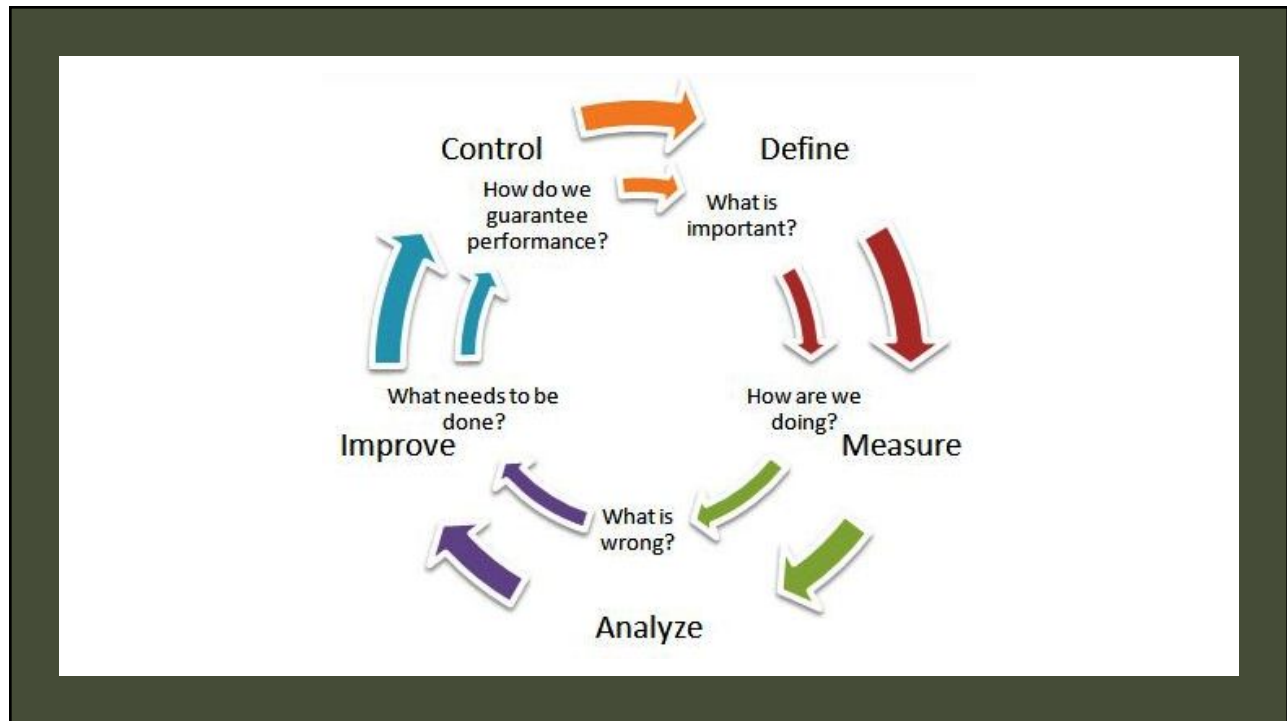 Control
Define
How do we
guarantee
performance?
What is
important?
What needs to be
done?
Improve
How are we
doing?
Measure
What is
wrong?
Analyze